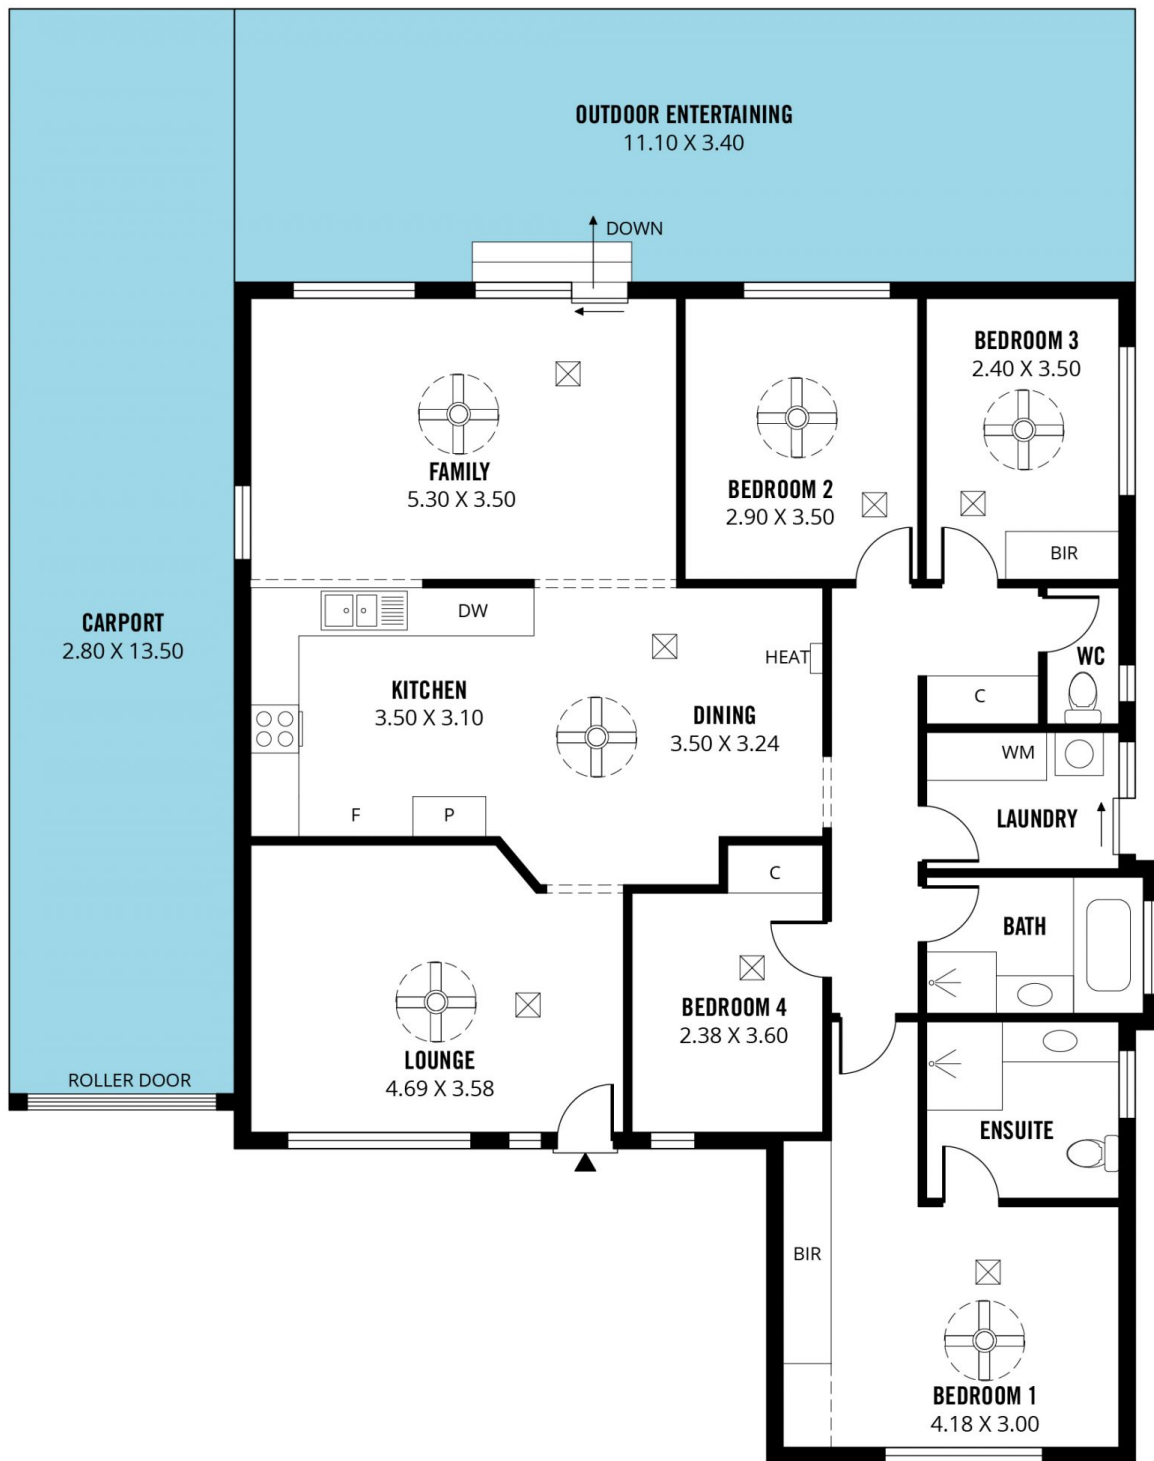 OUTDOOR ENTERTAINING
11.10 X 3.40
DOWN
BEDROOM 3
2.40 X 3.50
FAMILY
5.30 X 3.50
BEDROOM 2
2.90 X 3.50
BIR
CARPORT
2.80 X 13.50
DW
HEAT
WC
KITCHEN
3.50 X 3.10
DINING
3.50 X 3.24
C
WM
F
P
LAUNDRY
C
BATH
BEDROOM 4
2.38 X 3.60
LOUNGE
4.69 X 3.58
ROLLER DOOR
ENSUITE
BIR
BEDROOM 1
4.18 X 3.00